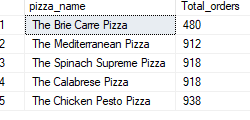 pizza_name Total_orders
1 The Brie Carre Pizza 480
2 The Mediterranean Pizza 912
3 The Spinach Supreme Pizza 918
4 The Calabrese Pizza 918
5 The Chicken Pesto Pizza 938